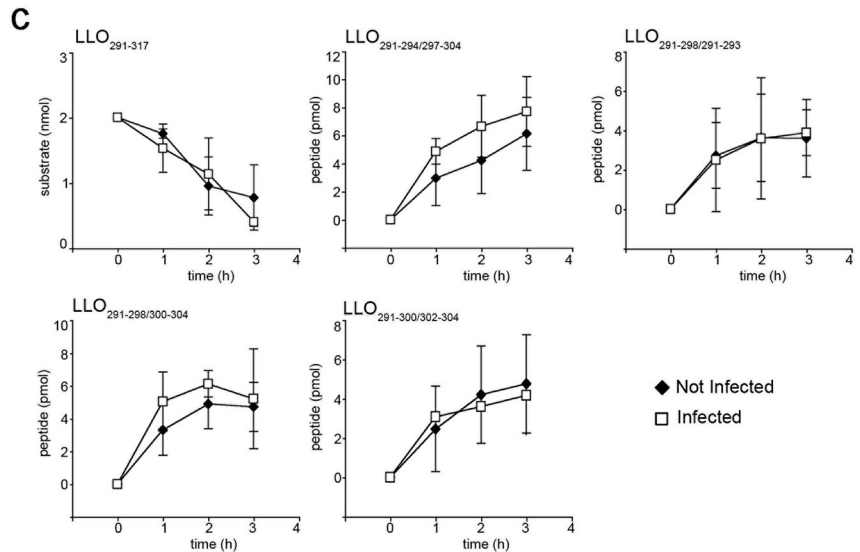 C
LLO291-317
substrate (nmol)
3
2
1
0
0 1 2 3 4
time (h)
LLO291-294/297-304
peptide (pmol)
12
10
8
6
4
2
0
0 1 2 3 4
time (h)
LLO291-298/291-293
peptide (pmol)
8
6
4
2
0
0 1 2 3 4
time (h)
LLO291-298/300-304
peptide (pmol)
10
8
6
4
2
0
0 1 2 3 4
time (h)
LLO291-300/302-304
peptide (pmol)
8
6
4
2
0
0 1 2 3 4
time (h)
Not Infected
Infected